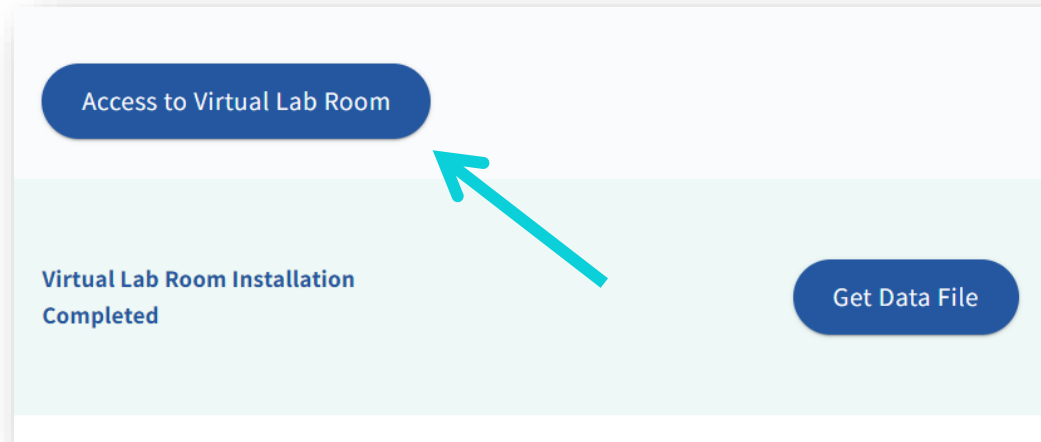 Access to Virtual Lab Room
Virtual Lab Room Installation
Completed
Get Data File